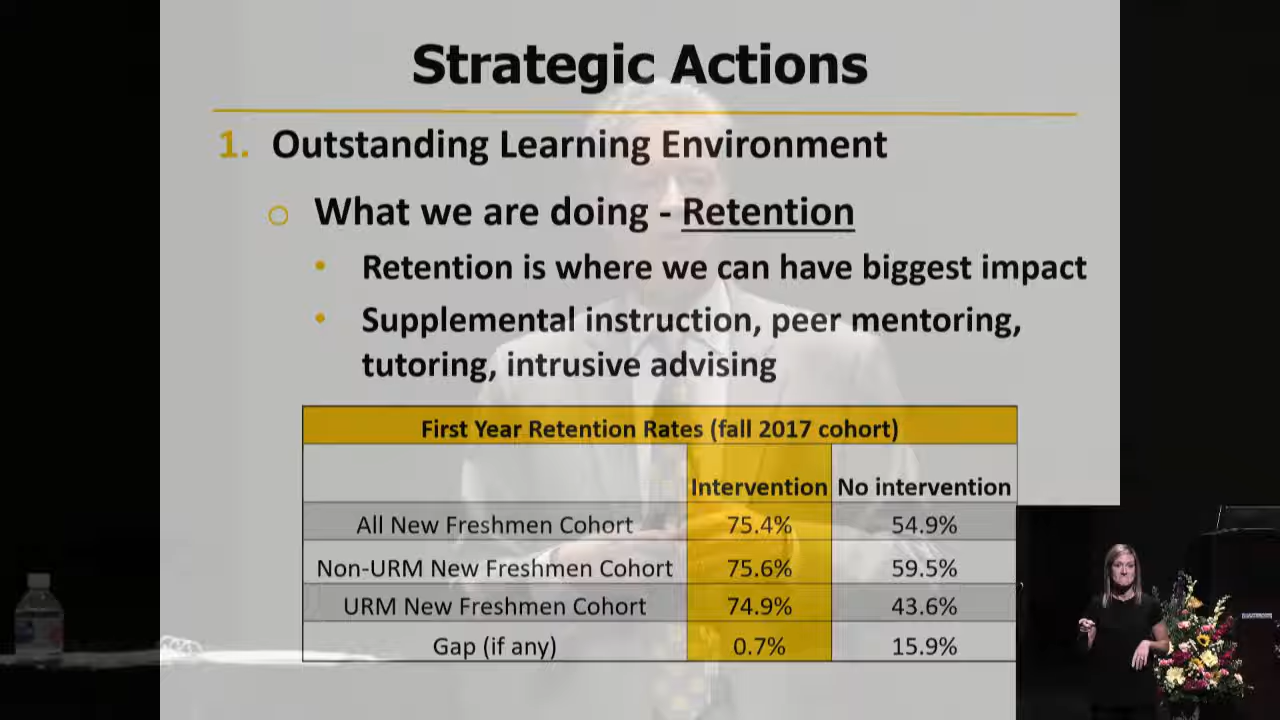 Strategic Actions
1. Outstanding Learning Environment
What we are doing - Retention
• Retention is where we can have biggest impact
• Supplemental instruction, peer mentoring,
tutoring, intrusive advising
First Year Retention Rates (fall 2017 cohort)
Intervention No intervention
All New Freshmen Cohort 75.4% 54.9%
Non-URM New Freshmen Cohort 75.6% 59.5%
URM New Freshmen Cohort 74.9% 43.6%
Gap (if any) 0.7% 15.9%